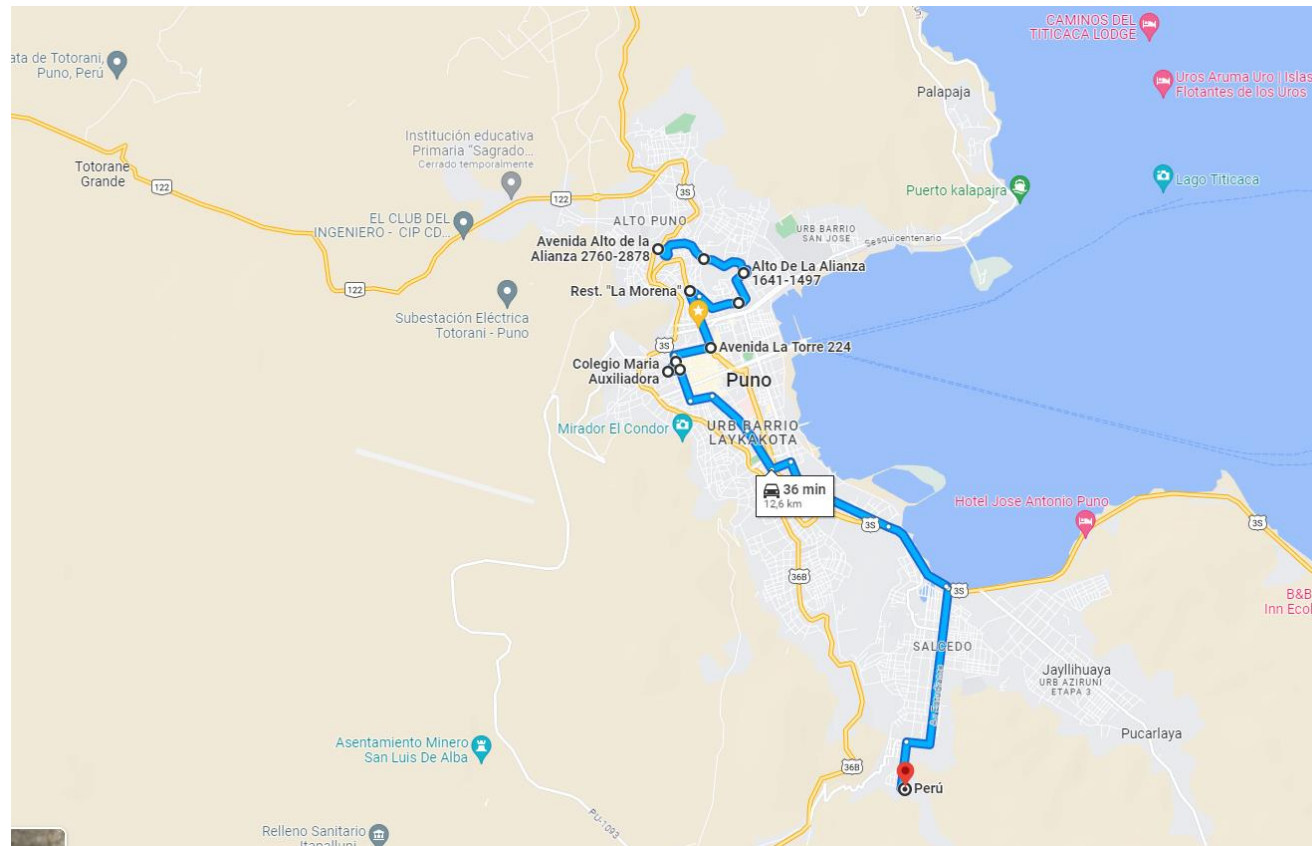 CAMINOS DEL
TITICACA LODGE
ata de Totorani,
Puno, Perú
Uros Aruma Uro | Islas
Flotantes de los Uros
Palapaja
Institución educativa
Primaria "Sagrado...
Cerrado temporalmente
Totorane
Grande
122
122
3S
Puerto kalapajra
Lago Titicaca
EL CLUB DEL
INGENIERO - CIP CD...
ALTO PUNO
URB BARRIO
SAN JOSE
Sesquicentenario
Avenida Alto de la
Alianza 2760-2878
Alto De La Alianza
1641-1497
122
Rest. "La Morena"
Subestación Eléctrica
Totorani - Puno
3S
Avenida La Torre 224
Colegio Maria
Auxiliadora
Puno
Mirador El Condor
URB BARRIO
LAYKAKOTA
36 min
12,6 km
Hotel Jose Antonio Puno
3S
3S
36B
3S
B&B
Inn Ecol
SALCEDO
Jayllihuaya
URB AZIRUNI
ETAPA 3
Pucarlaya
Asentamiento Minero
San Luis De Alba
36B
Perú
PU-1093
Relleno Sanitario
Itapalluni